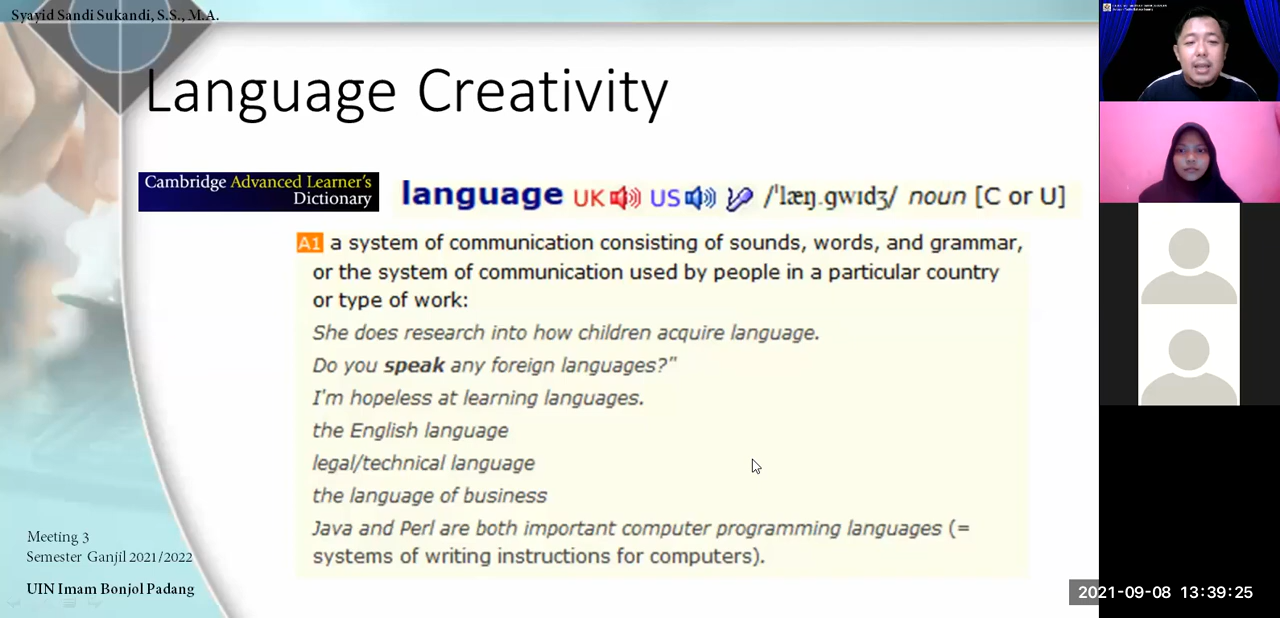 Syayid Sandi Sukandi, S.S., M.A.
Language Creativity
Cambridge Advanced Learner's
Dictionary
language UK US /ˈlæŋ.gwɪdʒ/ noun [C or U]
A1 a system of communication consisting of sounds, words, and grammar,
or the system of communication used by people in a particular country
or type of work:
She does research into how children acquire language.
Do you speak any foreign languages?"
I'm hopeless at learning languages.
the English language
legal/technical language
the language of business
Java and Perl are both important computer programming languages (=
systems of writing instructions for computers).
Meeting 3
Semester Ganjil 2021/2022
UIN Imam Bonjol Padang
2021-09-08 13:39:25